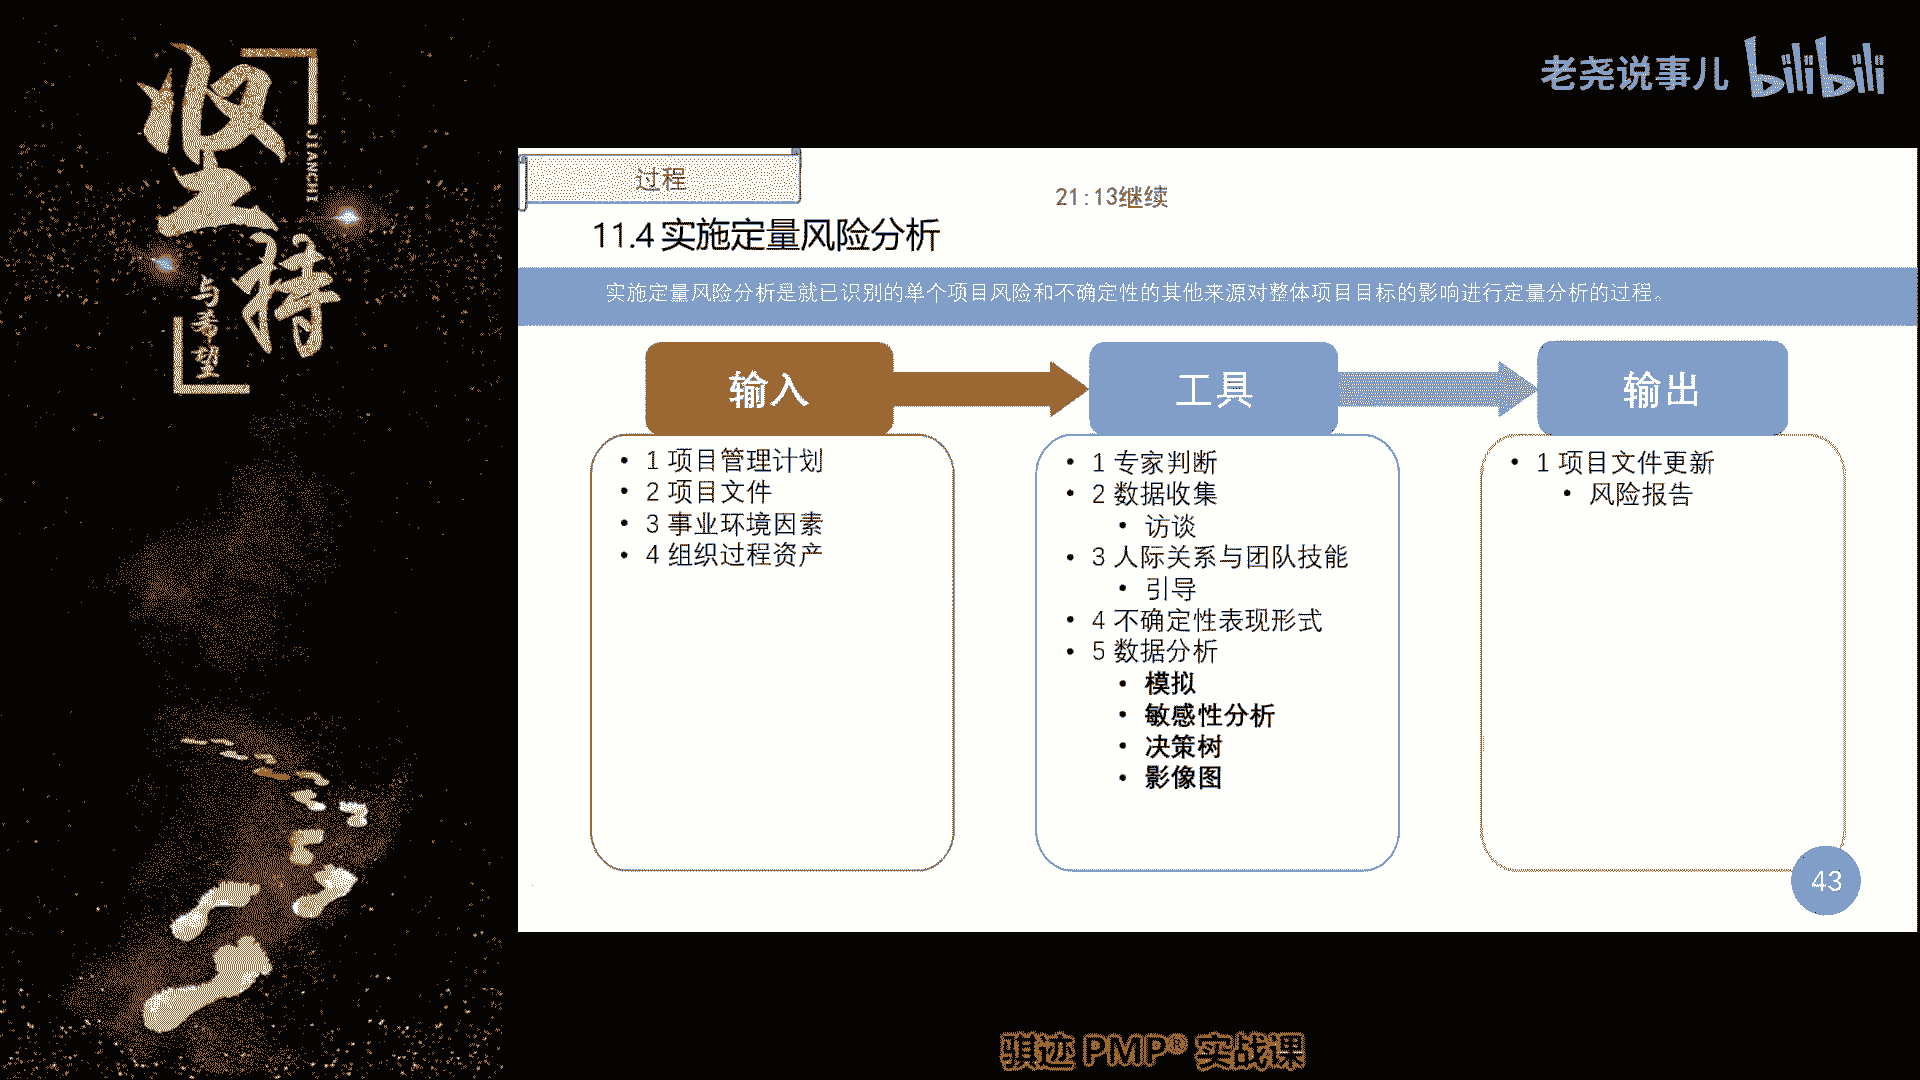 坚持
JIANCHI
与希望
老尧说事儿 bilibili
过程
21:13继续
11.4 实施定量风险分析
实施定量风险分析是就已识别的单个项目风险和不确定性的其他来源对整体项目目标的影响进行定量分析的过程。
输入
• 1 项目管理计划
• 2 项目文件
• 3 事业环境因素
• 4 组织过程资产
工具
• 1 专家判断
• 2 数据收集
• 访谈
• 3 人际关系与团队技能
• 引导
• 4 不确定性表现形式
• 5 数据分析
• 模拟
• 敏感性分析
• 决策树
• 影像图
输出
• 1 项目文件更新
• 风险报告
43
骐迹 PMP® 实战课